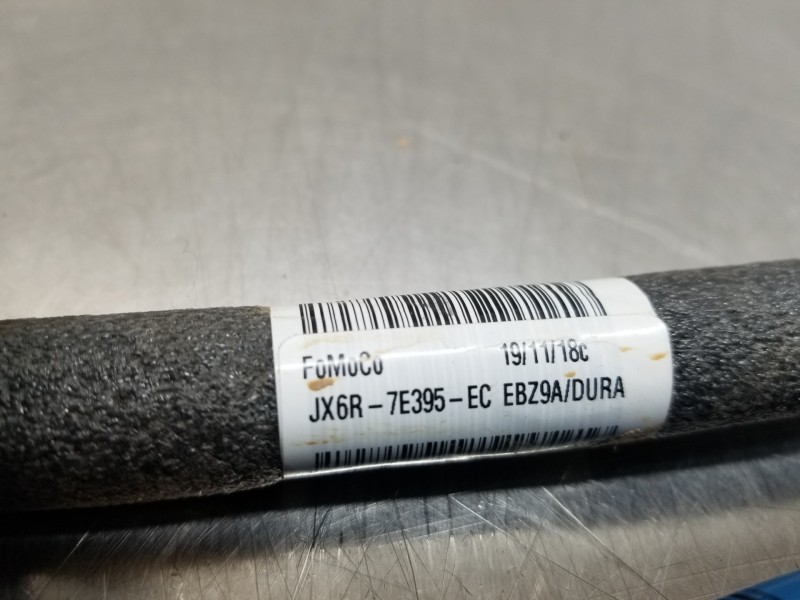 FoMoCo 19/11/18c
JX6R-7E395-EC EBZ9A/DURA